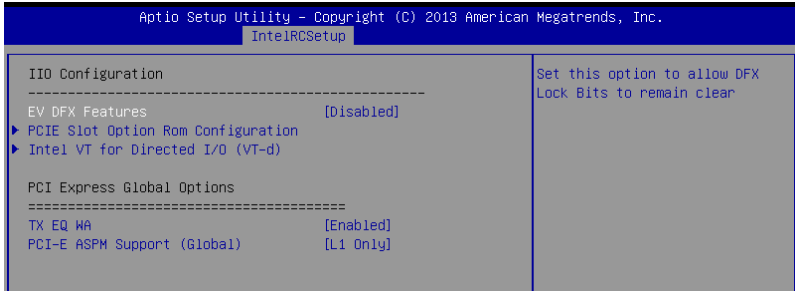 Aptio Setup Utility – Copyright (C) 2013 American Megatrends, Inc.
IntelRCSetup
IIO Configuration
--------------------------------------------------
EV DFX Features [Disabled]
PCIE Slot Option Rom Configuration
Intel VT for Directed I/O (VT-d)
PCI Express Global Options
========================================
TX EQ WA [Enabled]
PCI-E ASPM Support (Global) [L1 Only]
Set this option to allow DFX
Lock Bits to remain clear